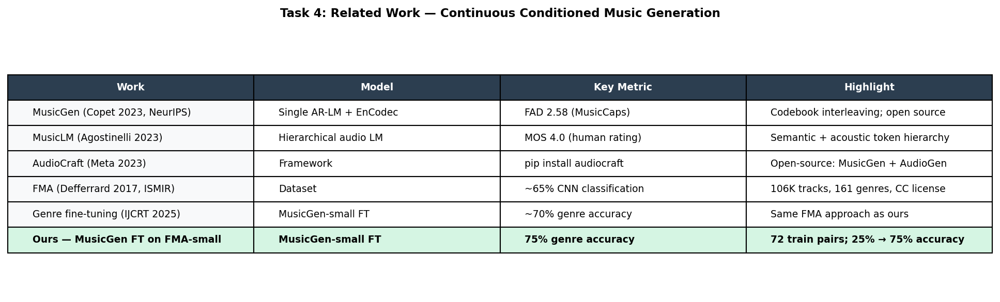 Task 4: Related Work — Continuous Conditioned Music Generation
Work Model Key Metric Highlight
MusicGen (Copet 2023, NeurIPS) Single AR-LM + EnCodec FAD 2.58 (MusicCaps) Codebook interleaving; open source
MusicLM (Agostinelli 2023) Hierarchical audio LM MOS 4.0 (human rating) Semantic + acoustic token hierarchy
AudioCraft (Meta 2023) Framework pip install audiocraft Open-source: MusicGen + AudioGen
FMA (Defferrard 2017, ISMIR) Dataset ~65% CNN classification 106K tracks, 161 genres, CC license
Genre fine-tuning (IJCRT 2025) MusicGen-small FT ~70% genre accuracy Same FMA approach as ours
Ours — MusicGen FT on FMA-small MusicGen-small FT 75% genre accuracy 72 train pairs; 25% → 75% accuracy